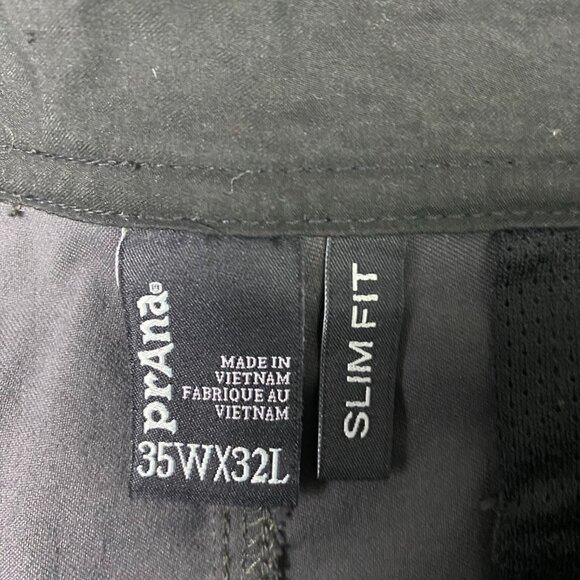 prAna
MADE IN
VIETNAM
FABRIQUE AU
VIETNAM
35WX32L
SLIM FIT